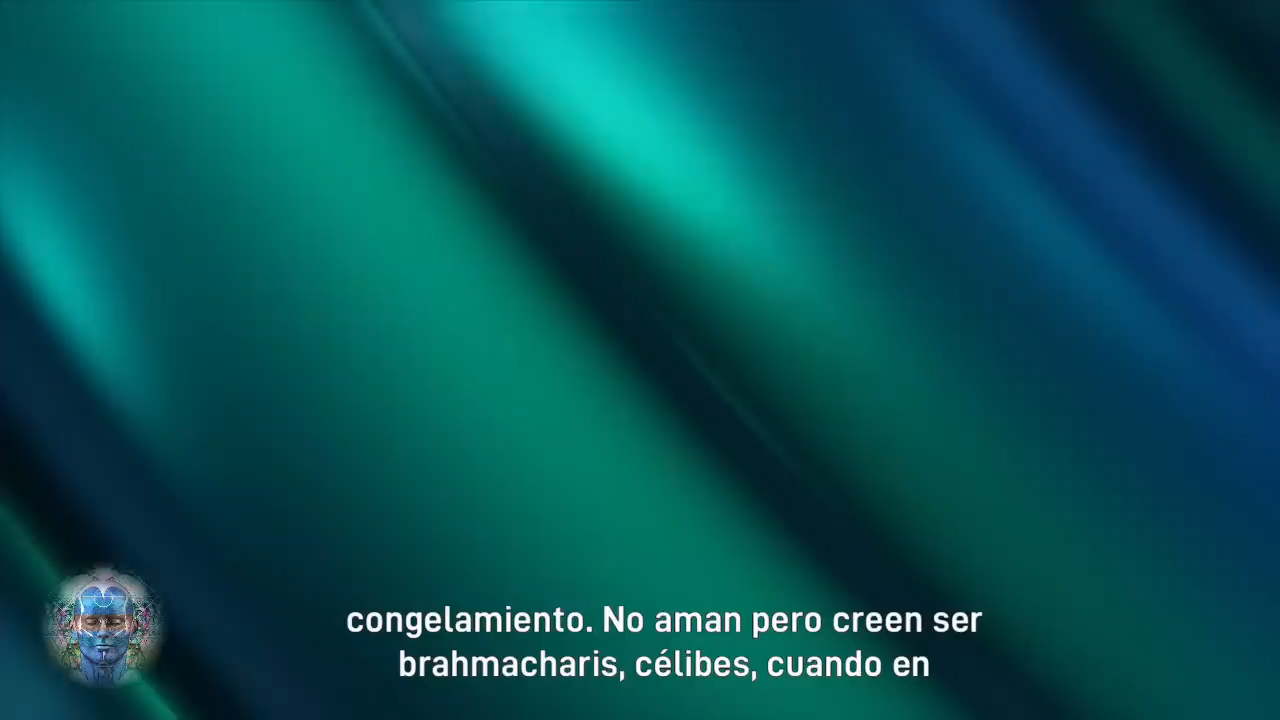 congelamiento. No aman pero creen ser
brahmacharis, célibes, cuando en